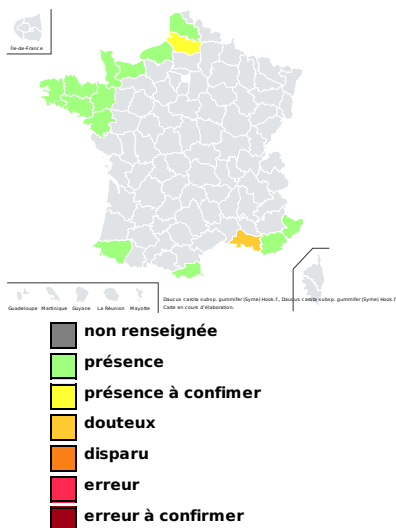 Île-de-France
Guadeloupe Martinique Guyane La Réunion Mayotte
Daucus carota subsp. gummifer (Syme) Hook.f., Daucus carota subsp. gummifer (Syme) Hook.f
Carte en cours d'élaboration.
non renseignée
présence
présence à confimer
douteux
disparu
erreur
erreur à confirmer